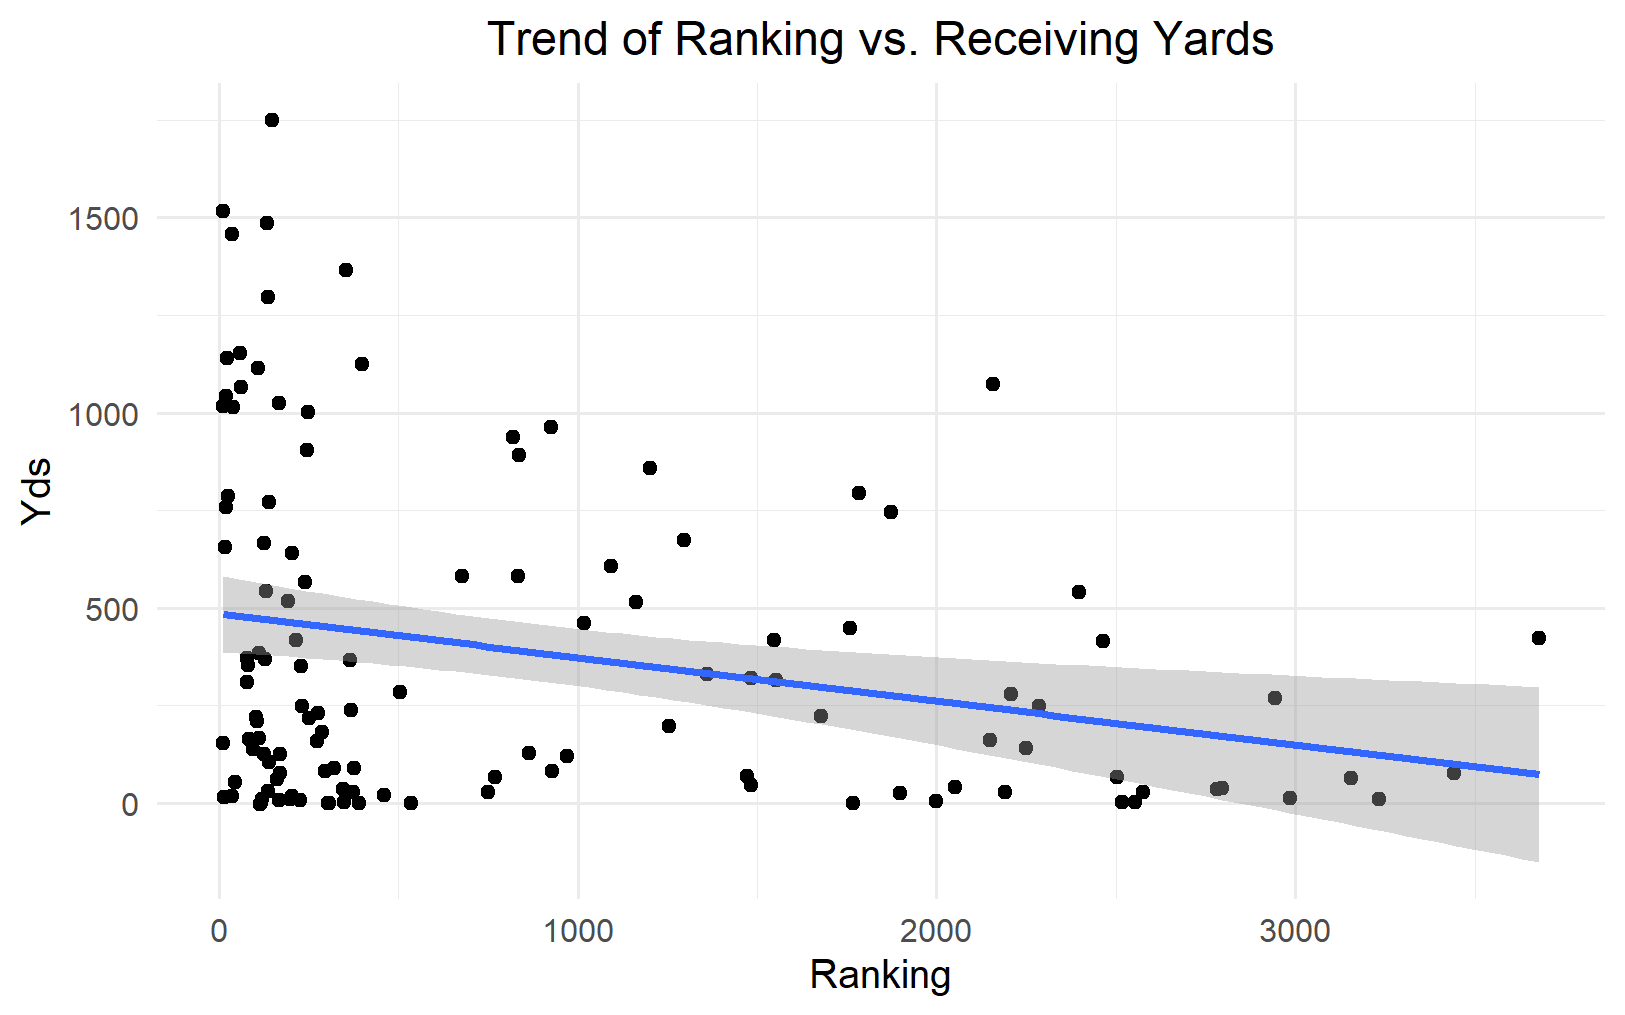 Trend of Ranking vs. Receiving Yards
Yds
1500
1000
500
0
0 1000 2000 3000
Ranking